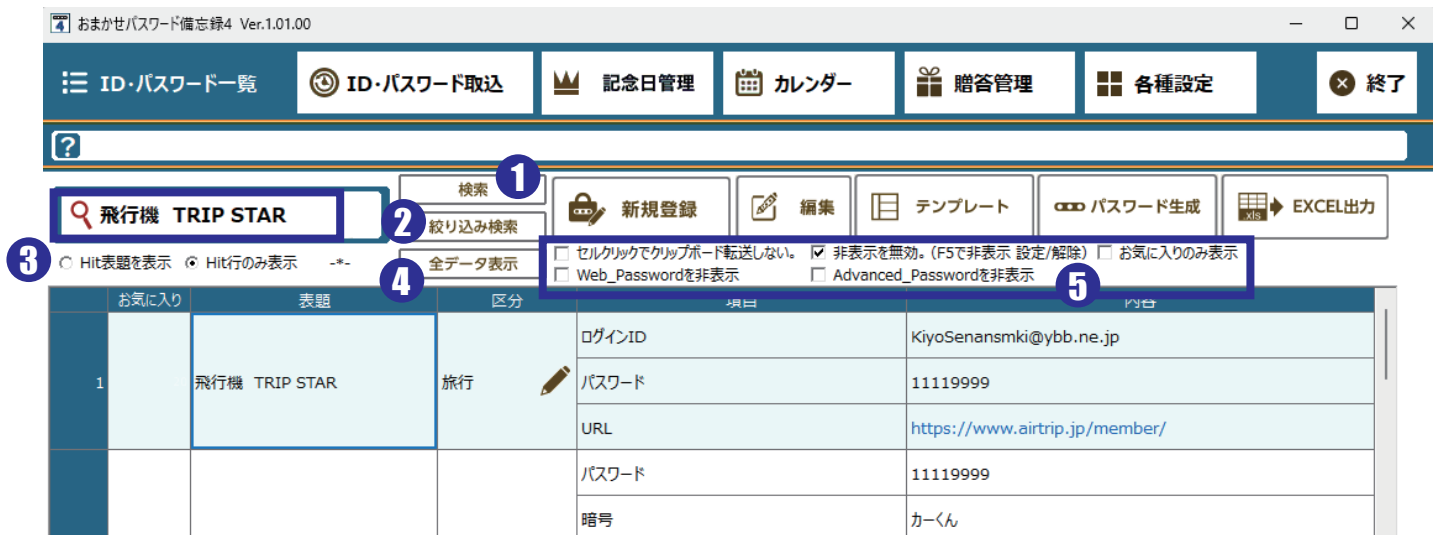 おまかせパスワード備忘録4 Ver.1.01.00
ID・パスワード一覧 ID・パスワード取込 記念日管理 カレンダー 贈答管理 各種設定 終了
?
1
検索
飛行機 TRIP STAR
2
絞り込み検索
新規登録 編集 テンプレート パスワード生成 xls EXCEL出力
3
Hit表題を表示 Hit行のみ表示 -*-
4
全データ表示
セルクリックでクリップボード転送しない。 非表示を無効。(F5で非表示 設定/解除) お気に入りのみ表示
Web_Passwordを非表示 Advanced_Passwordを非表示
5
お気に入り 表題 区分 項目 内容
ログインID KiyoSenansmki@ybb.ne.jp
1 飛行機 TRIP STAR 旅行 パスワード 11119999
URL https://www.airtrip.jp/member/
パスワード 11119999
暗号 カーくん